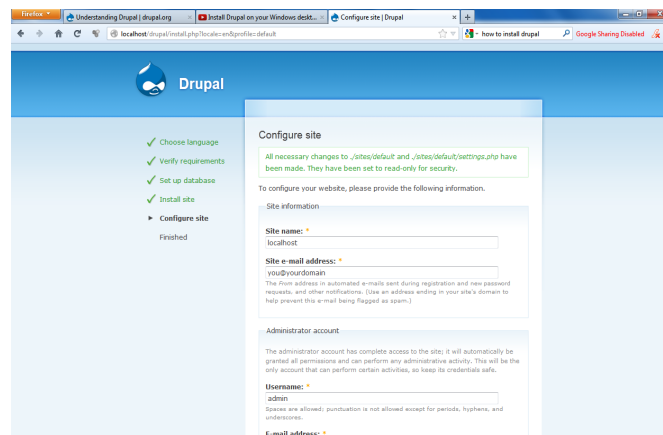 Firefox
Understanding Drupal | drupal.org
Install Drupal on your Windows deskt...
Configure site | Drupal
localhost/drupal/install.php?locale=en&profile=default
how to install drupal
Google Sharing Disabled
Drupal
Choose language
Verify requirements
Set up database
Install site
Configure site
Finished
Configure site
All necessary changes to ./sites/default and ./sites/default/settings.php have
been made. They have been set to read-only for security.
To configure your website, please provide the following information.
Site information
Site name: *
localhost
Site e-mail address: *
you@yourdomain
The From address in automated e-mails sent during registration and new password
requests, and other notifications. (Use an address ending in your site's domain to
help prevent this e-mail being flagged as spam.)
Administrator account
The administrator account has complete access to the site; it will automatically be
granted all permissions and can perform any administrative activity. This will be the
only account that can perform certain activities, so keep its credentials safe.
Username: *
admin
Spaces are allowed; punctuation is not allowed except for periods, hyphens, and
underscores.
E-mail address: *